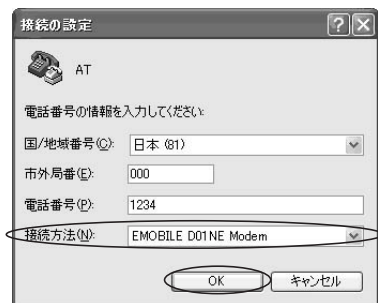 接続の設定
AT
電話番号の情報を入力してください:
国/地域番号(C): 日本 (81)
市外局番(E): 000
電話番号(P): 1234
接続方法(N): EMOBILE D01NE Modem
OK キャンセル